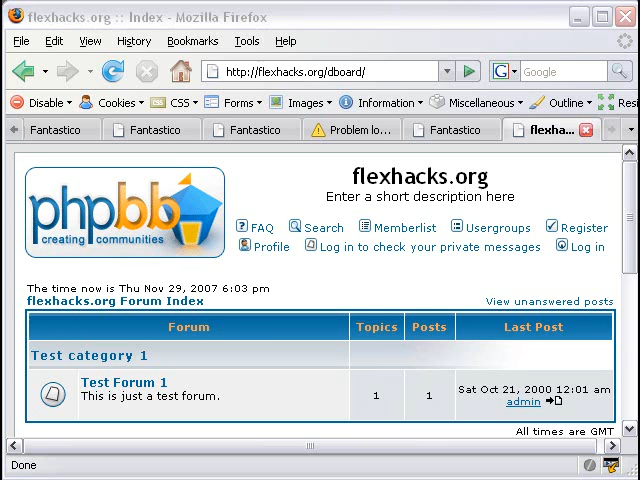 flexhacks.org :: Index - Mozilla Firefox
File Edit View History Bookmarks Tools Help
http://flexhacks.org/dboard/ G Google
Disable Cookies CSS Forms Images Information Miscellaneous Outline Resi
Fantastico Fantastico Fantastico Problem lo... Fantastico flexha...
phpbb
creating communities
flexhacks.org
Enter a short description here
FAQ Search Memberlist Usergroups Register
Profile Log in to check your private messages Log in
The time now is Thu Nov 29, 2007 6:03 pm
flexhacks.org Forum Index View unanswered posts
Forum Topics Posts Last Post
Test category 1
Test Forum 1
This is just a test forum. 1 1 Sat Oct 21, 2000 12:01 am
admin
All times are GMT
Done